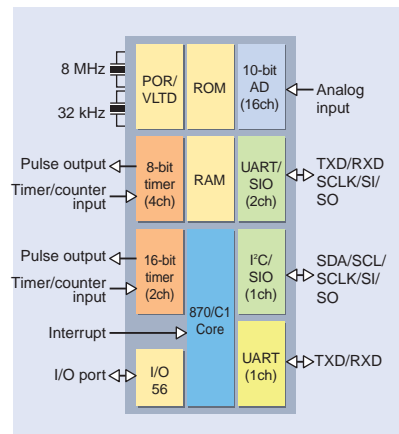 8 MHz
32 kHz
POR/
VLTD
ROM
10-bit
AD
(16ch)
Analog
input
Pulse output
Timer/counter
input
8-bit
timer
(4ch)
RAM
UART/
SIO
(2ch)
TXD/RXD
SCLK/SI/
SO
Pulse output
Timer/counter
input
16-bit
timer
(2ch)
870/C1
Core
I²C/
SIO
(1ch)
SDA/SCL/
SCLK/SI/
SO
Interrupt
I/O port
I/O
56
UART
(1ch)
TXD/RXD